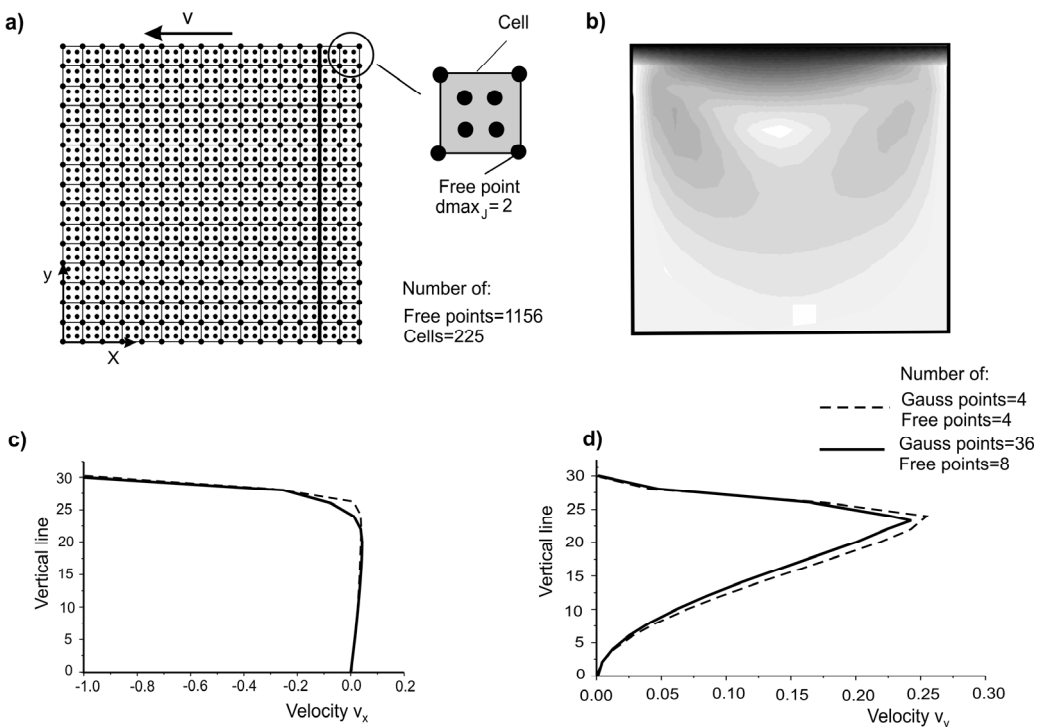 a)
v
Cell
Free point
dmaxJ=2
y
X
Number of:
Free points=1156
Cells=225
b)
Number of:
Gauss points=4
Free points=4
Gauss points=36
Free points=8
c)
Vertical line
30
25
20
15
10
5
0
-1.0
-0.8
-0.6
-0.4
-0.2
0.0
0.2
Velocity vx
d)
Vertical line
30
25
20
15
10
5
0
0.00
0.05
0.10
0.15
0.20
0.25
0.30
Velocity vy